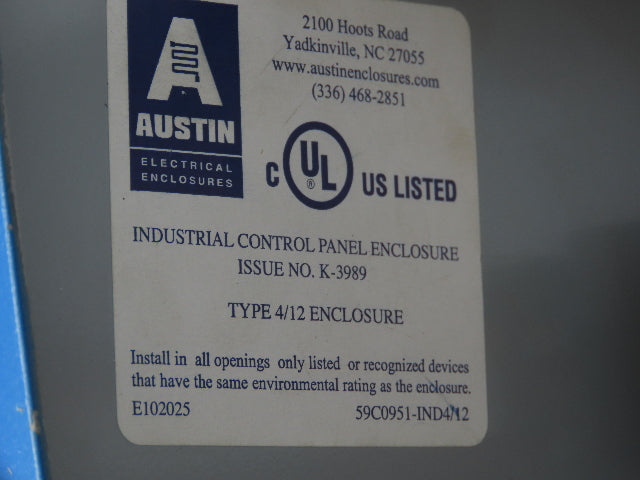 AUSTIN
ELECTRICAL
ENCLOSURES
2100 Hoots Road
Yadkinville, NC 27055
www.austinenclosures.com
(336) 468-2851
C UL ® US LISTED
INDUSTRIAL CONTROL PANEL ENCLOSURE
ISSUE NO. K-3989
TYPE 4/12 ENCLOSURE
Install in all openings only listed or recognized devices
that have the same environmental rating as the enclosure.
E102025 59C0951-IND4/12